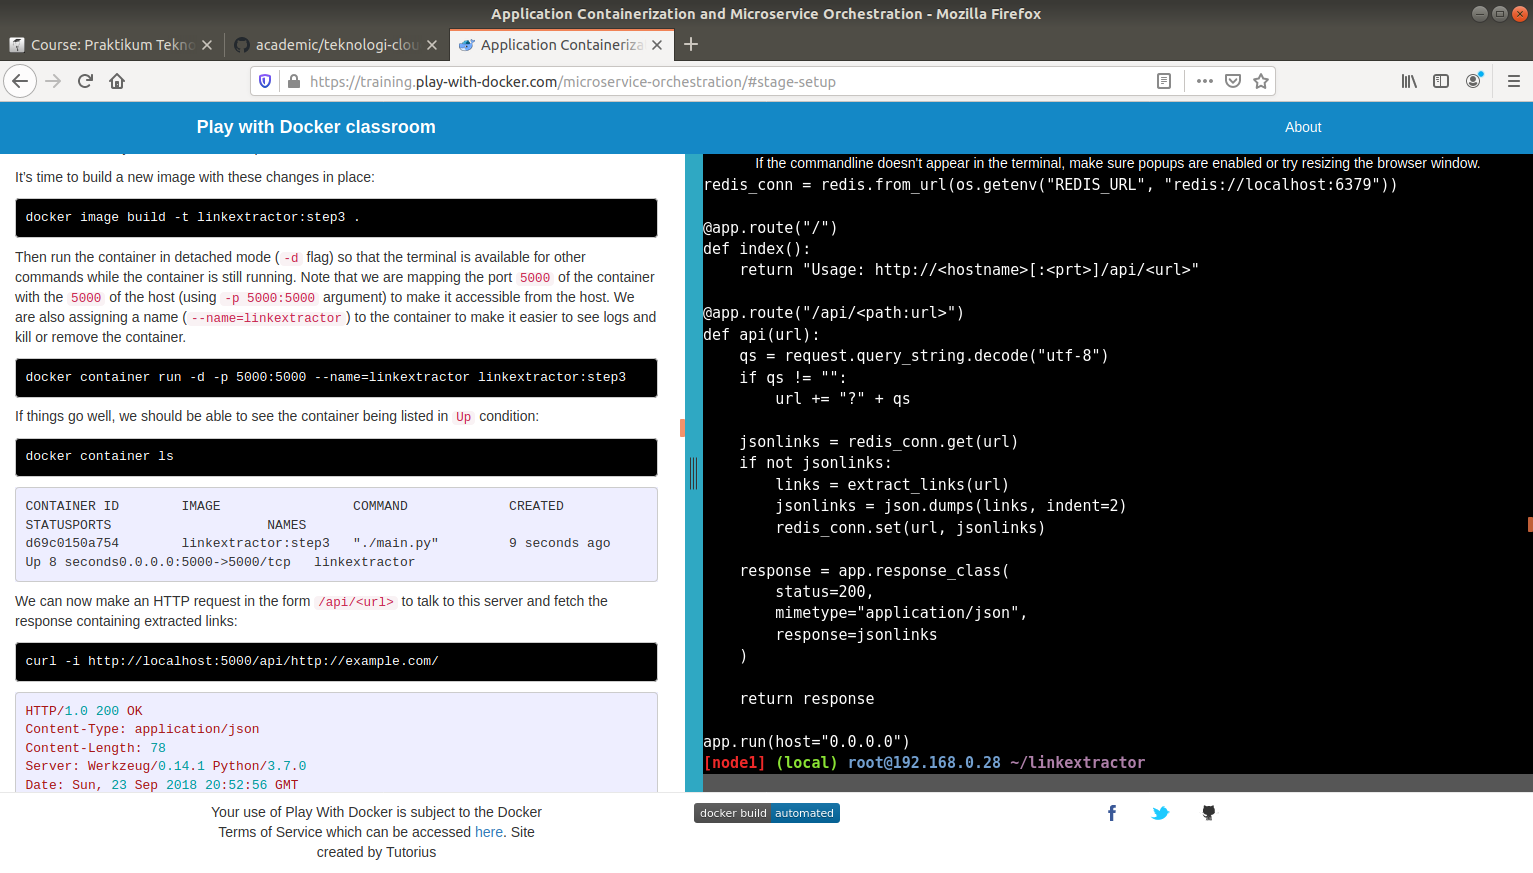 Application Containerization and Microservice Orchestration - Mozilla Firefox
Course: Praktikum Tekno
academic/teknologi-clou
Application Containeriza
https://training.play-with-docker.com/microservice-orchestration/#stage-setup
Play with Docker classroom
About
It's time to build a new image with these changes in place:
docker image build -t linkextractor:step3 .
Then run the container in detached mode ( -d flag) so that the terminal is available for other
commands while the container is still running. Note that we are mapping the port 5000 of the container
with the 5000 of the host (using -p 5000:5000 argument) to make it accessible from the host. We
are also assigning a name ( --name=linkextractor ) to the container to make it easier to see logs and
kill or remove the container.
docker container run -d -p 5000:5000 --name=linkextractor linkextractor:step3
If things go well, we should be able to see the container being listed in Up condition:
docker container ls
CONTAINER ID        IMAGE                 COMMAND             CREATED
STATUSPORTS                    NAMES
d69c0150a754        linkextractor:step3   "./main.py"         9 seconds ago
Up 8 seconds0.0.0.0:5000->5000/tcp   linkextractor
We can now make an HTTP request in the form /api/<url> to talk to this server and fetch the
response containing extracted links:
curl -i http://localhost:5000/api/http://example.com/
HTTP/1.0 200 OK
Content-Type: application/json
Content-Length: 78
Server: Werkzeug/0.14.1 Python/3.7.0
Date: Sun, 23 Sep 2018 20:52:56 GMT
If the commandline doesn't appear in the terminal, make sure popups are enabled or try resizing the browser window.
redis_conn = redis.from_url(os.getenv("REDIS_URL", "redis://localhost:6379"))
@app.route("/")
def index():
    return "Usage: http://<hostname>[:<prt>]/api/<url>"
@app.route("/api/<path:url>")
def api(url):
    qs = request.query_string.decode("utf-8")
    if qs != "":
        url += "?" + qs
    jsonlinks = redis_conn.get(url)
    if not jsonlinks:
        links = extract_links(url)
        jsonlinks = json.dumps(links, indent=2)
        redis_conn.set(url, jsonlinks)
    response = app.response_class(
        status=200,
        mimetype="application/json",
        response=jsonlinks
    )
    return response
app.run(host="0.0.0.0")
[node1] (local) root@192.168.0.28 ~/linkextractor
Your use of Play With Docker is subject to the Docker
Terms of Service which can be accessed here. Site
created by Tutorius
docker build automated